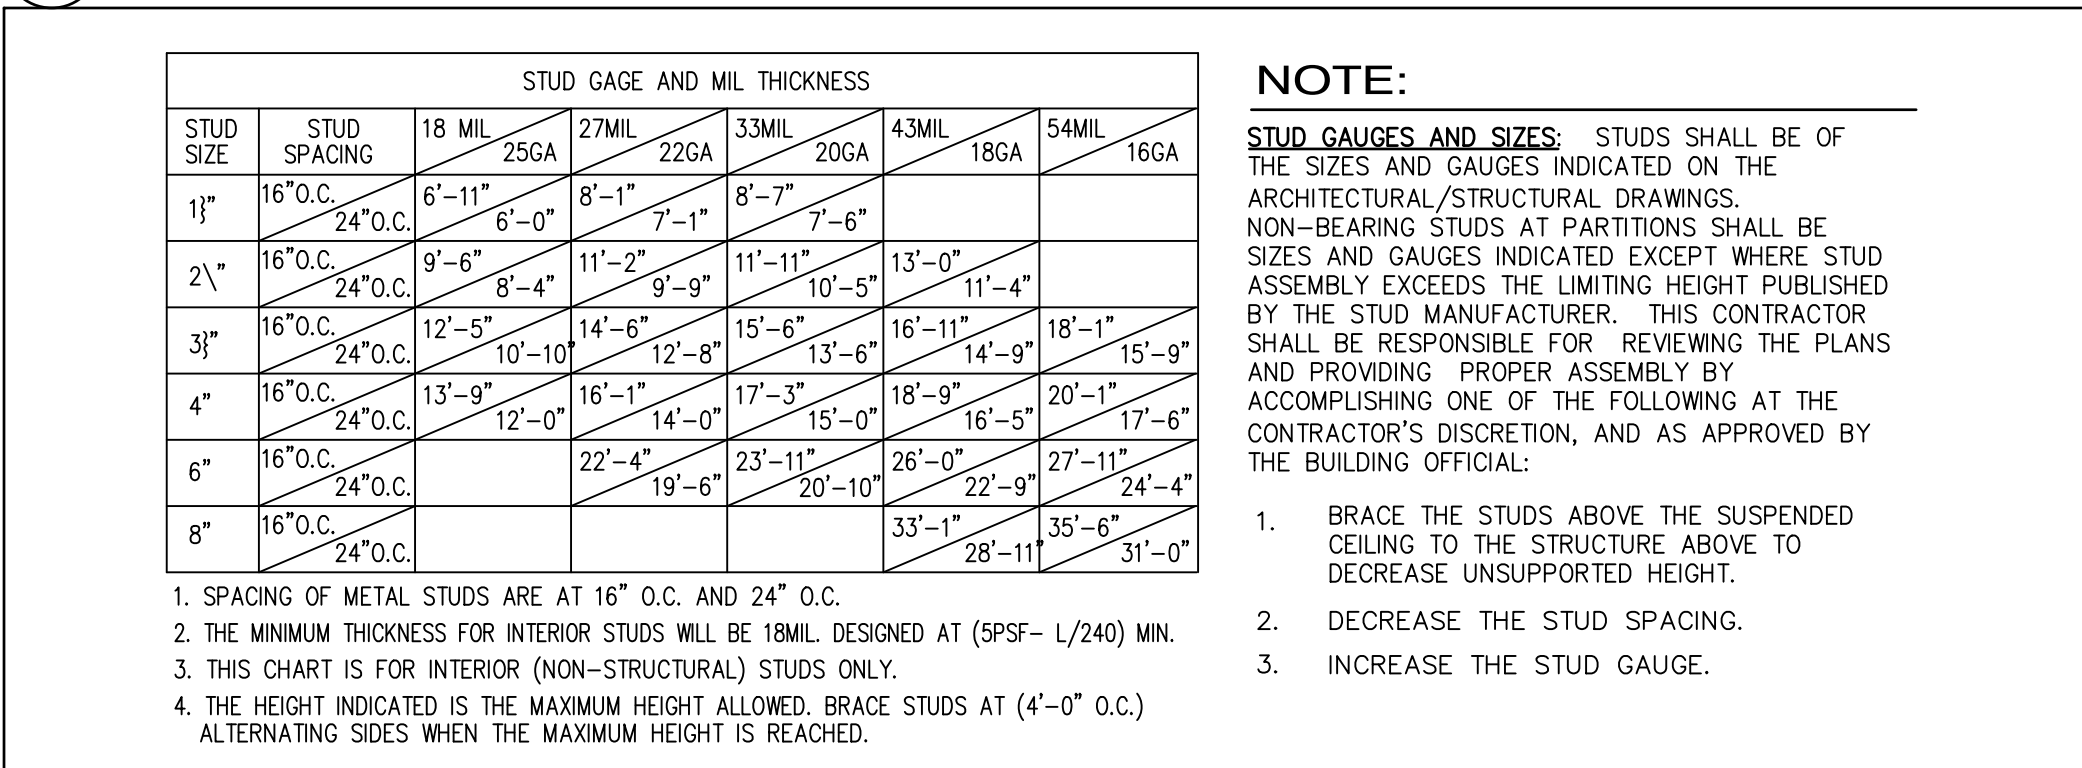 STUD GAGE AND MIL THICKNESS
STUD SIZE STUD SPACING 18 MIL 25GA 27MIL 22GA 33MIL 20GA 43MIL 18GA 54MIL 16GA
1}” 16”O.C. 24”O.C. 6’–11” 6’–0” 8’–1” 7’–1” 8’–7” 7’–6”
2\” 16”O.C. 24”O.C. 9’–6” 8’–4” 11’–2” 9’–9” 11’–11” 10’–5” 13’–0” 11’–4”
3}” 16”O.C. 24”O.C. 12’–5” 10’–10” 14’–6” 12’–8” 15’–6” 13’–6” 16’–11” 14’–9” 18’–1” 15’–9”
4” 16”O.C. 24”O.C. 13’–9” 12’–0” 16’–1” 14’–0” 17’–3” 15’–0” 18’–9” 16’–5” 20’–1” 17’–6”
6” 16”O.C. 24”O.C. 22’–4” 19’–6” 23’–11” 20’–10” 26’–0” 22’–9” 27’–11” 24’–4”
8” 16”O.C. 24”O.C. 33’–1” 28’–11” 35’–6” 31’–0”
1. SPACING OF METAL STUDS ARE AT 16” O.C. AND 24” O.C.
2. THE MINIMUM THICKNESS FOR INTERIOR STUDS WILL BE 18MIL. DESIGNED AT (5PSF– L/240) MIN.
3. THIS CHART IS FOR INTERIOR (NON–STRUCTURAL) STUDS ONLY.
4. THE HEIGHT INDICATED IS THE MAXIMUM HEIGHT ALLOWED. BRACE STUDS AT (4’–0” O.C.)
ALTERNATING SIDES WHEN THE MAXIMUM HEIGHT IS REACHED.
NOTE:
STUD GAUGES AND SIZES: STUDS SHALL BE OF
THE SIZES AND GAUGES INDICATED ON THE
ARCHITECTURAL/STRUCTURAL DRAWINGS.
NON–BEARING STUDS AT PARTITIONS SHALL BE
SIZES AND GAUGES INDICATED EXCEPT WHERE STUD
ASSEMBLY EXCEEDS THE LIMITING HEIGHT PUBLISHED
BY THE STUD MANUFACTURER. THIS CONTRACTOR
SHALL BE RESPONSIBLE FOR REVIEWING THE PLANS
AND PROVIDING PROPER ASSEMBLY BY
ACCOMPLISHING ONE OF THE FOLLOWING AT THE
CONTRACTOR’S DISCRETION, AND AS APPROVED BY
THE BUILDING OFFICIAL:
1. BRACE THE STUDS ABOVE THE SUSPENDED
CEILING TO THE STRUCTURE ABOVE TO
DECREASE UNSUPPORTED HEIGHT.
2. DECREASE THE STUD SPACING.
3. INCREASE THE STUD GAUGE.